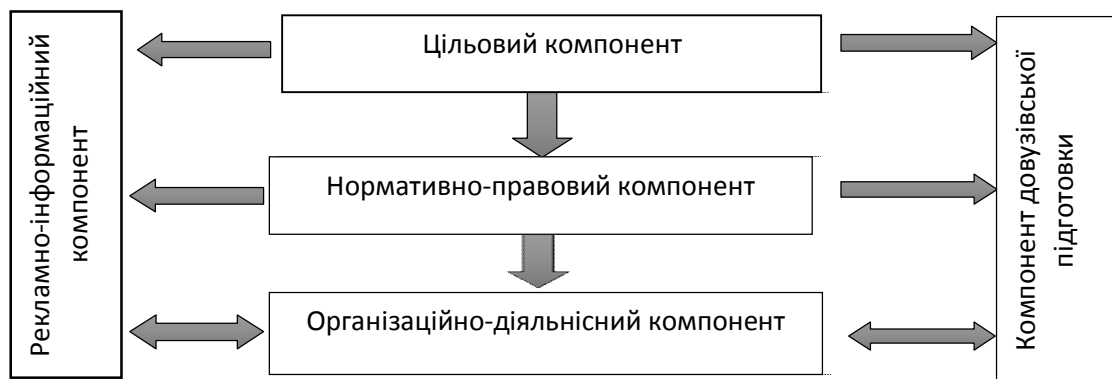 Рекламно-інформаційний
компонент
Цільовий компонент
Нормативно-правовий компонент
Організаційно-діяльнісний компонент
Компонент довузівської
підготовки